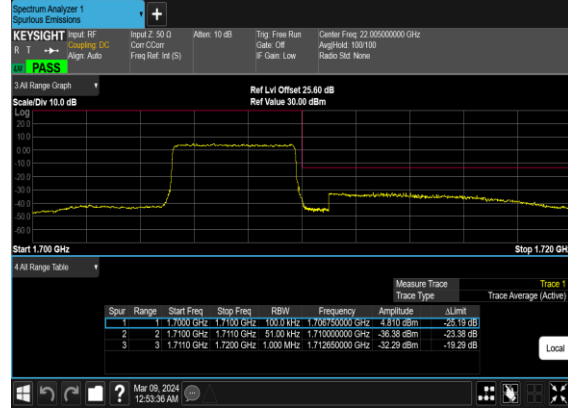 Spectrum Analyzer 1
Spurious Emissions
+
KEYSIGHT Input: RF Input Z: 50 Ω Atten: 10 dB Trig: Free Run Center Freq: 22.005000000 GHz
R T Coupling: DC Corr CCorr Gate: Off Avg|Hold: 100/100
Align: Auto Freq Ref: Int (S) IF Gain: Low Radio Std: None
PASS
3 All Range Graph
Ref Lvl Offset 25.60 dB
Scale/Div 10.0 dB Ref Value 30.00 dBm
Log
20.0
10.0
0.00
-10.0
-20.0
-30.0
-40.0
-50.0
-60.0
Start 1.700 GHz Stop 1.720 GH
4 All Range Table
Measure Trace Trace 1
Trace Type Trace Average (Active)
Spur Range Start Freq Stop Freq RBW Frequency Amplitude ΔLimit
1 1 1.7000 GHz 1.7100 GHz 100.0 kHz 1.706750000 GHz 4.810 dBm -25.19 dB
2 2 1.7100 GHz 1.7110 GHz 51.00 kHz 1.710000000 GHz -36.38 dBm -23.38 dB
3 3 1.7110 GHz 1.7200 GHz 1.000 MHz 1.712650000 GHz -32.29 dBm -19.29 dB
Local
? Mar 09, 2024
12:53:36 AM